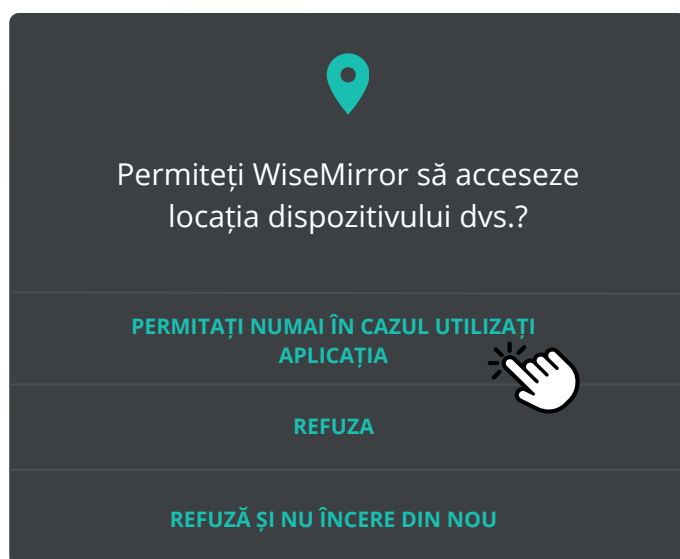 Permiteți WiseMirror să acceseze
locația dispozitivului dvs.?
PERMITAȚI NUMAI ÎN CAZUL UTILIZAȚI
APLICAȚIA
REFUZA
REFUZĂ ȘI NU ÎNCERE DIN NOU